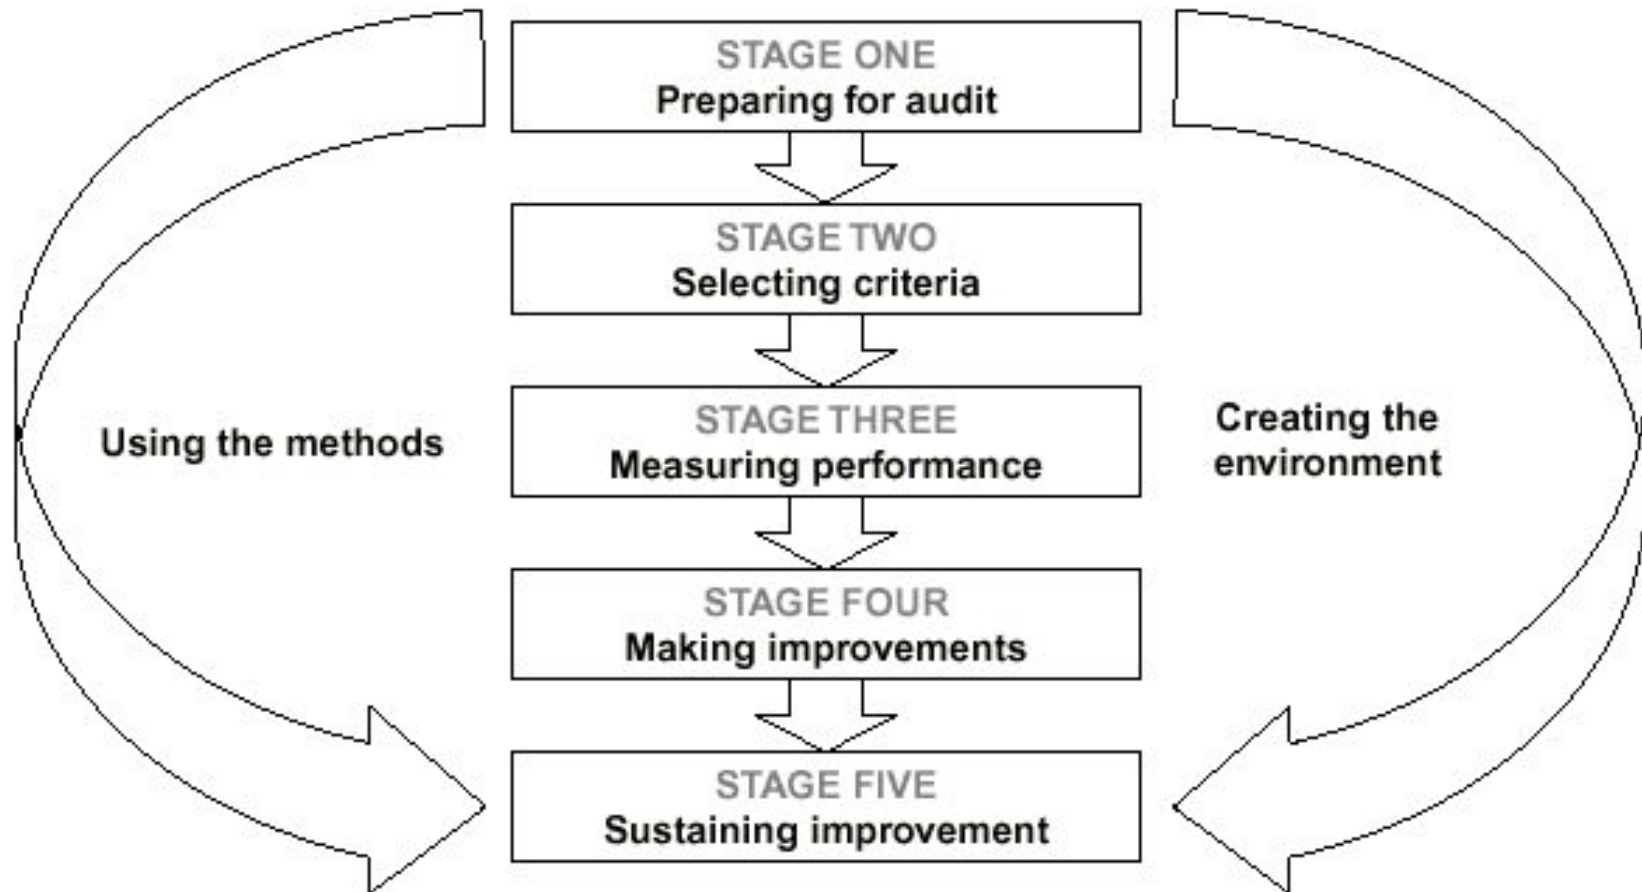 STAGE ONE
Preparing for audit
STAGE TWO
Selecting criteria
STAGE THREE
Measuring performance
Using the methods
Creating the
environment
STAGE FOUR
Making improvements
STAGE FIVE
Sustaining improvement